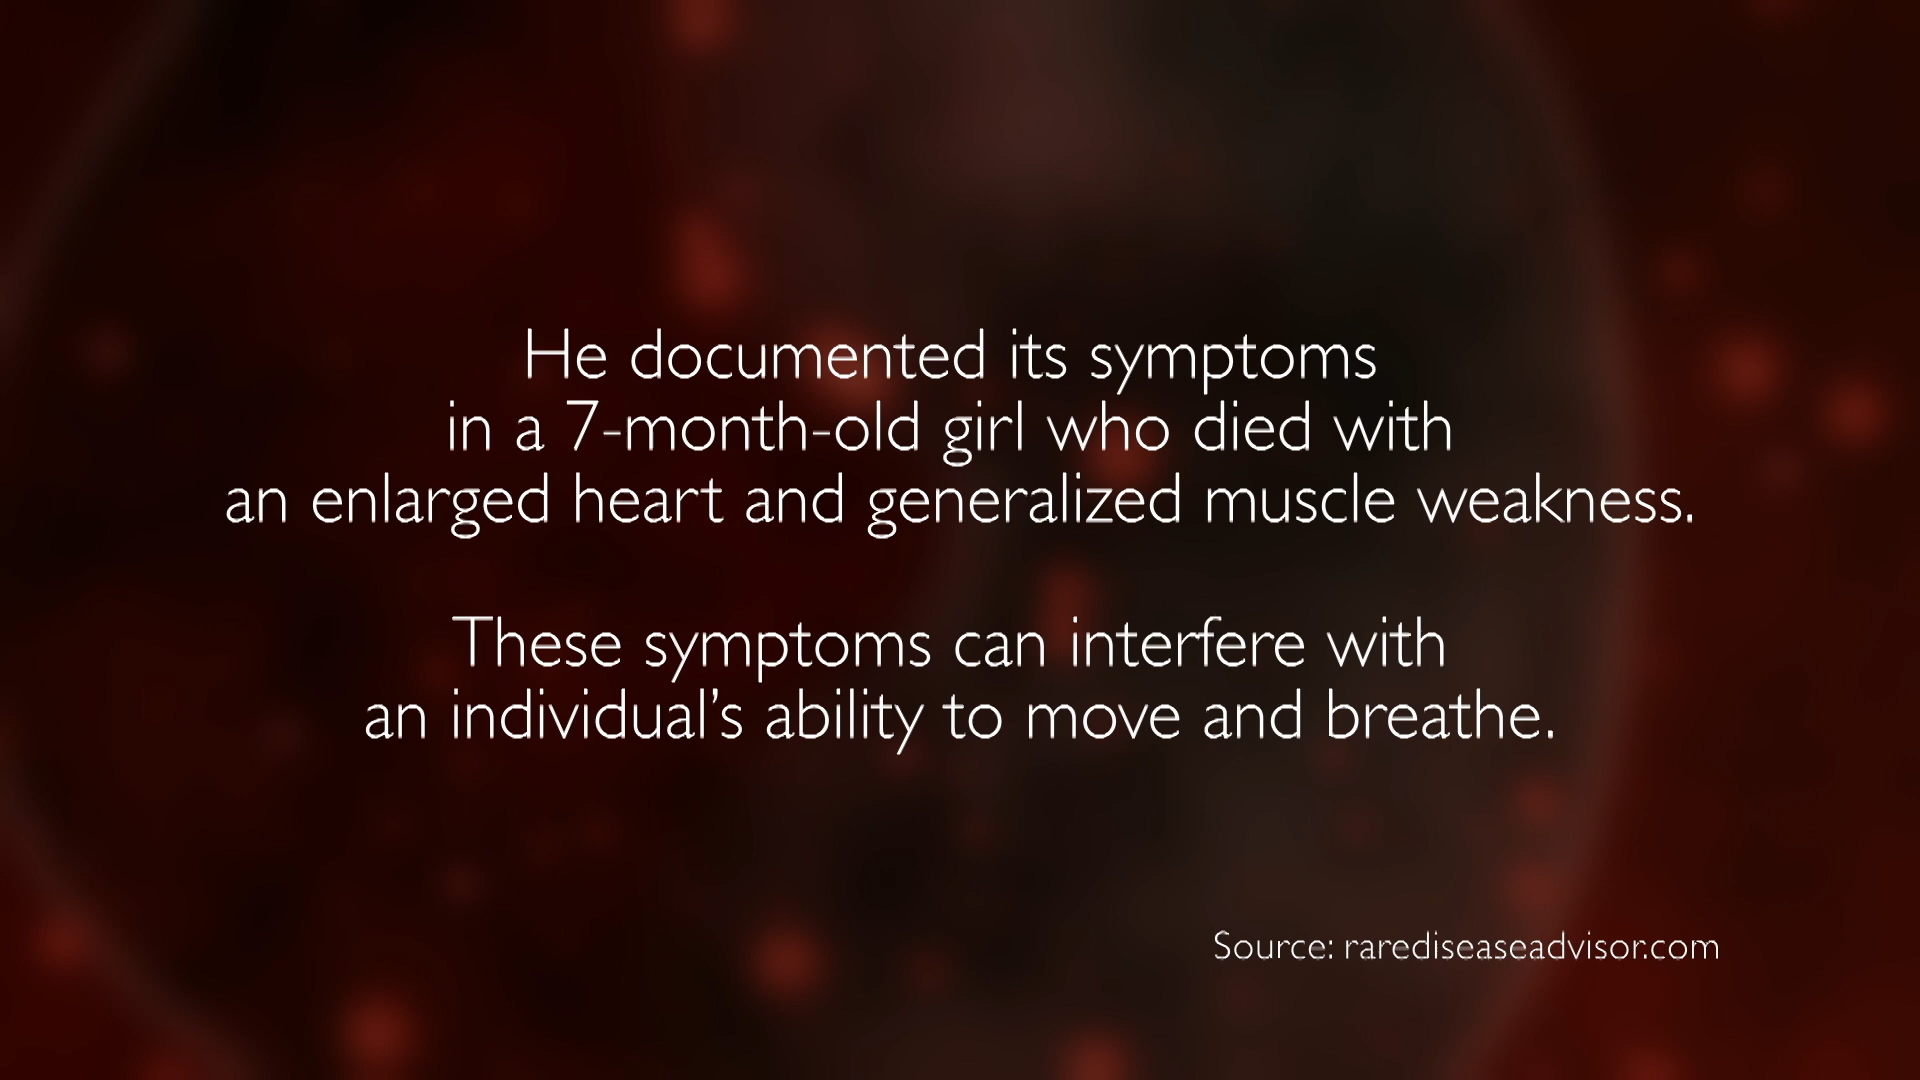 He documented its symptoms
in a 7-month-old girl who died with
an enlarged heart and generalized muscle weakness.
These symptoms can interfere with
an individual’s ability to move and breathe.
Source: rarediseaseadvisor.com